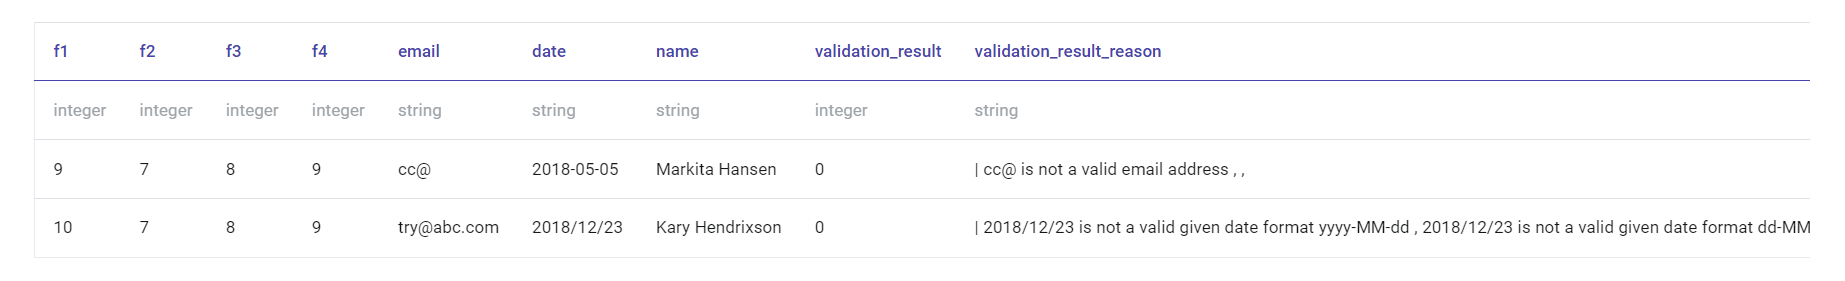 f1 f2 f3 f4 email date name validation_result validation_result_reason
integer integer integer integer string string string integer string
9 7 8 9 cc@ 2018-05-05 Markita Hansen 0 | cc@ is not a valid email address , ,
10 7 8 9 try@abc.com 2018/12/23 Kary Hendrixson 0 | 2018/12/23 is not a valid given date format yyyy-MM-dd , 2018/12/23 is not a valid given date format dd-MM